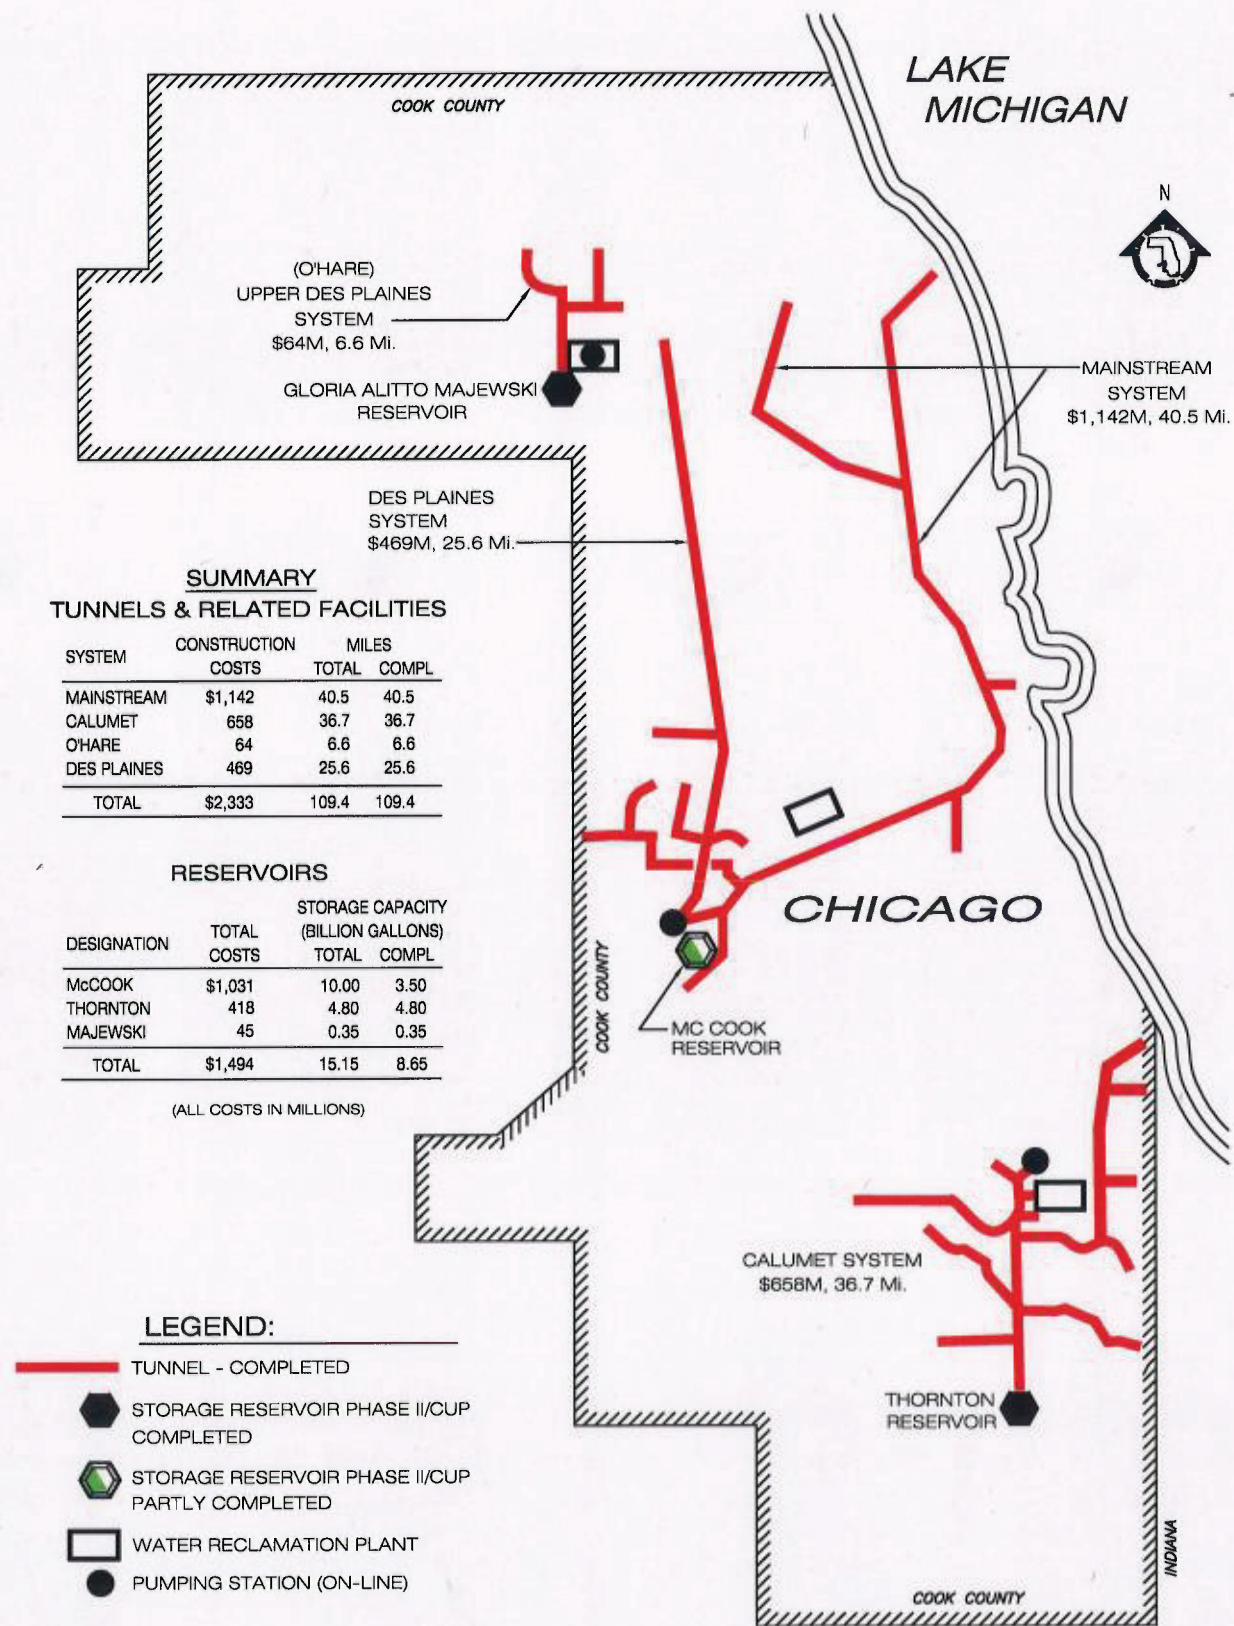 LAKE
MICHIGAN
COOK COUNTY
N
(O'HARE)
UPPER DES PLAINES
SYSTEM
$64M, 6.6 Mi.
GLORIA ALITTO MAJEWSKI
RESERVOIR
MAINSTREAM
SYSTEM
$1,142M, 40.5 Mi.
DES PLAINES
SYSTEM
$469M, 25.6 Mi.
SUMMARY
TUNNELS & RELATED FACILITIES
SYSTEM CONSTRUCTION COSTS MILES TOTAL COMPL
MAINSTREAM $1,142 40.5 40.5
CALUMET 658 36.7 36.7
O'HARE 64 6.6 6.6
DES PLAINES 469 25.6 25.6
TOTAL $2,333 109.4 109.4
RESERVOIRS
DESIGNATION TOTAL COSTS STORAGE CAPACITY (BILLION GALLONS) TOTAL COMPL
McCOOK $1,031 10.00 3.50
THORNTON 418 4.80 4.80
MAJEWSKI 45 0.35 0.35
TOTAL $1,494 15.15 8.65
(ALL COSTS IN MILLIONS)
CHICAGO
COOK COUNTY
MC COOK
RESERVOIR
CALUMET SYSTEM
$658M, 36.7 Mi.
THORNTON
RESERVOIR
INDIANA
COOK COUNTY
LEGEND:
TUNNEL - COMPLETED
STORAGE RESERVOIR PHASE II/CUP
COMPLETED
STORAGE RESERVOIR PHASE II/CUP
PARTLY COMPLETED
WATER RECLAMATION PLANT
PUMPING STATION (ON-LINE)